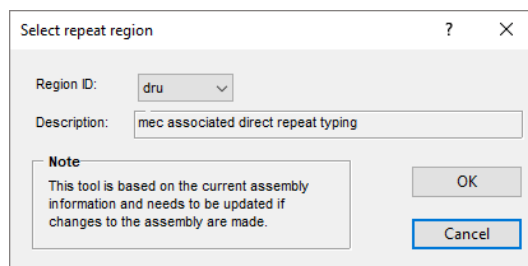 Select repeat region
?
Region ID:
dru
Description:
mec associated direct repeat typing
Note
This tool is based on the current assembly
information and needs to be updated if
changes to the assembly are made.
OK
Cancel